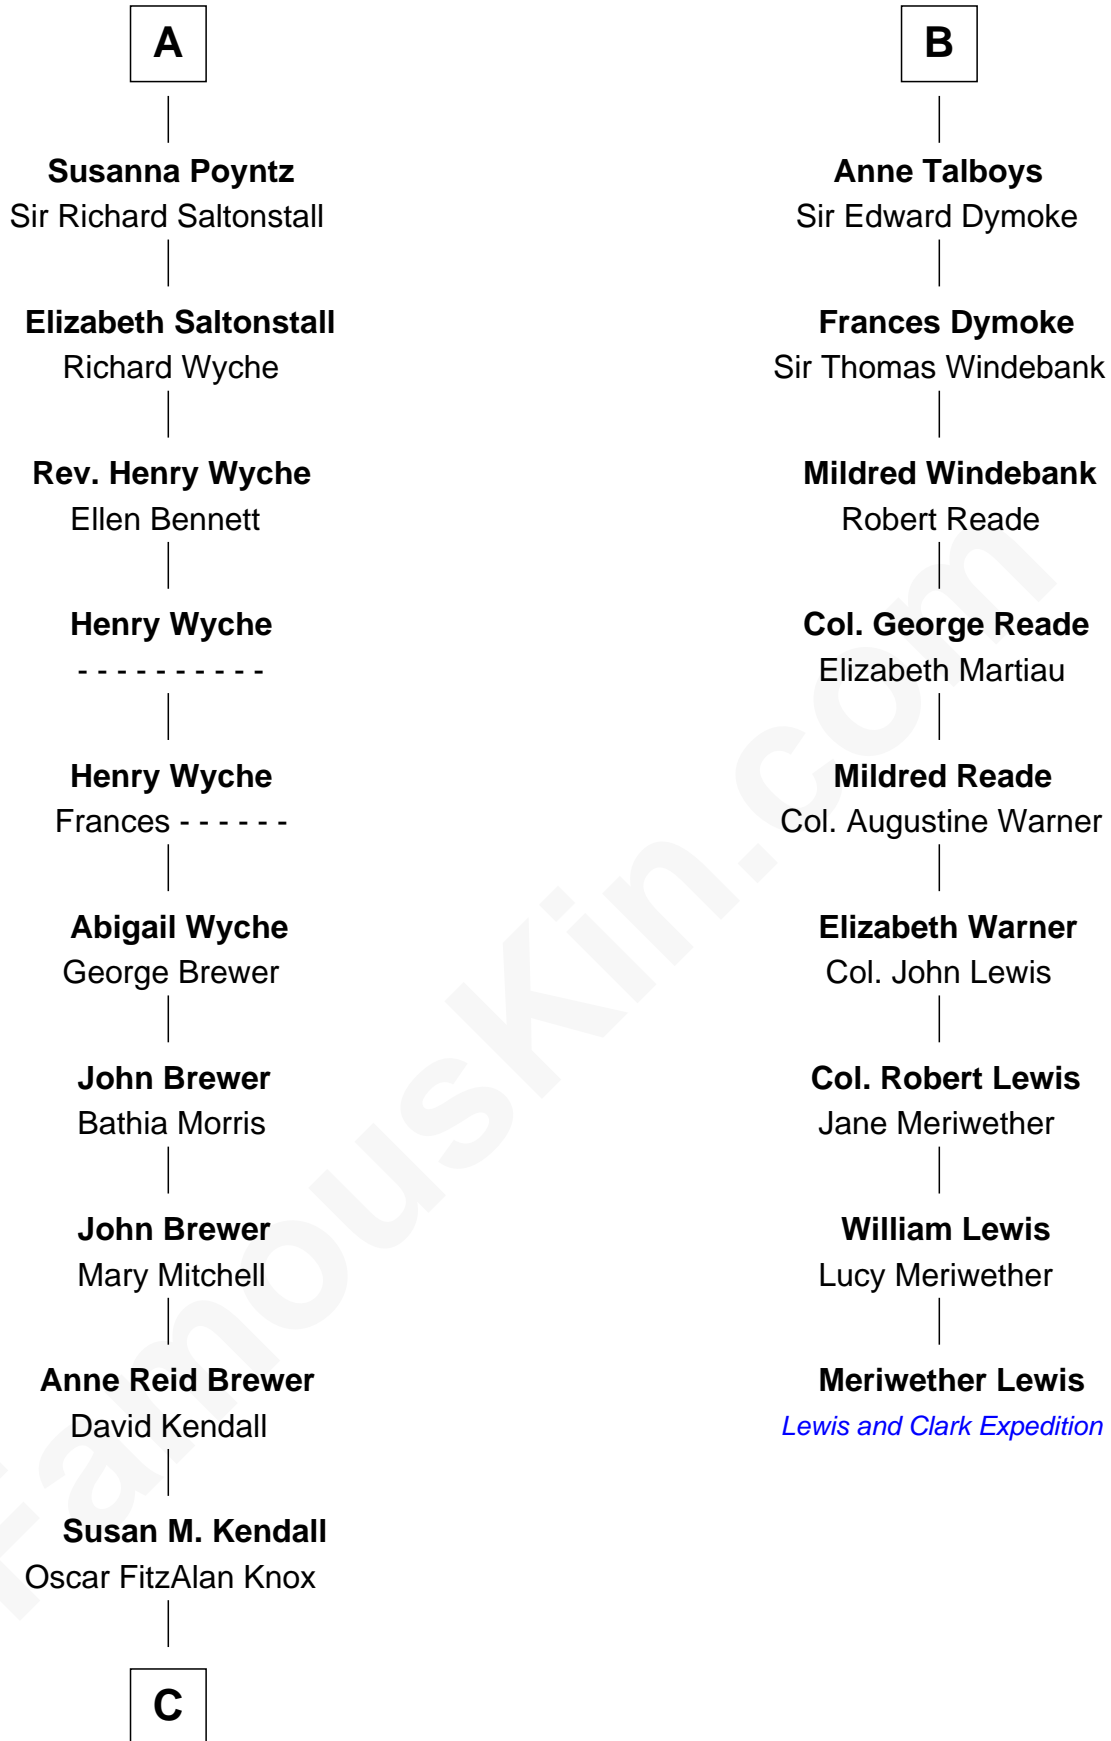 A
Susanna Poyntz
Sir Richard Saltonstall
Elizabeth Saltonstall
Richard Wyche
Rev. Henry Wyche
Ellen Bennett
Henry Wyche
- - - - - - - - - -
Henry Wyche
Frances - - - - - -
Abigail Wyche
George Brewer
John Brewer
Bathia Morris
John Brewer
Mary Mitchell
Anne Reid Brewer
David Kendall
Susan M. Kendall
Oscar FitzAlan Knox
C
B
Anne Talboys
Sir Edward Dymoke
Frances Dymoke
Sir Thomas Windebank
Mildred Windebank
Robert Reade
Col. George Reade
Elizabeth Martiau
Mildred Reade
Col. Augustine Warner
Elizabeth Warner
Col. John Lewis
Col. Robert Lewis
Jane Meriwether
William Lewis
Lucy Meriwether
Meriwether Lewis
Lewis and Clark Expedition
FamousKin.com